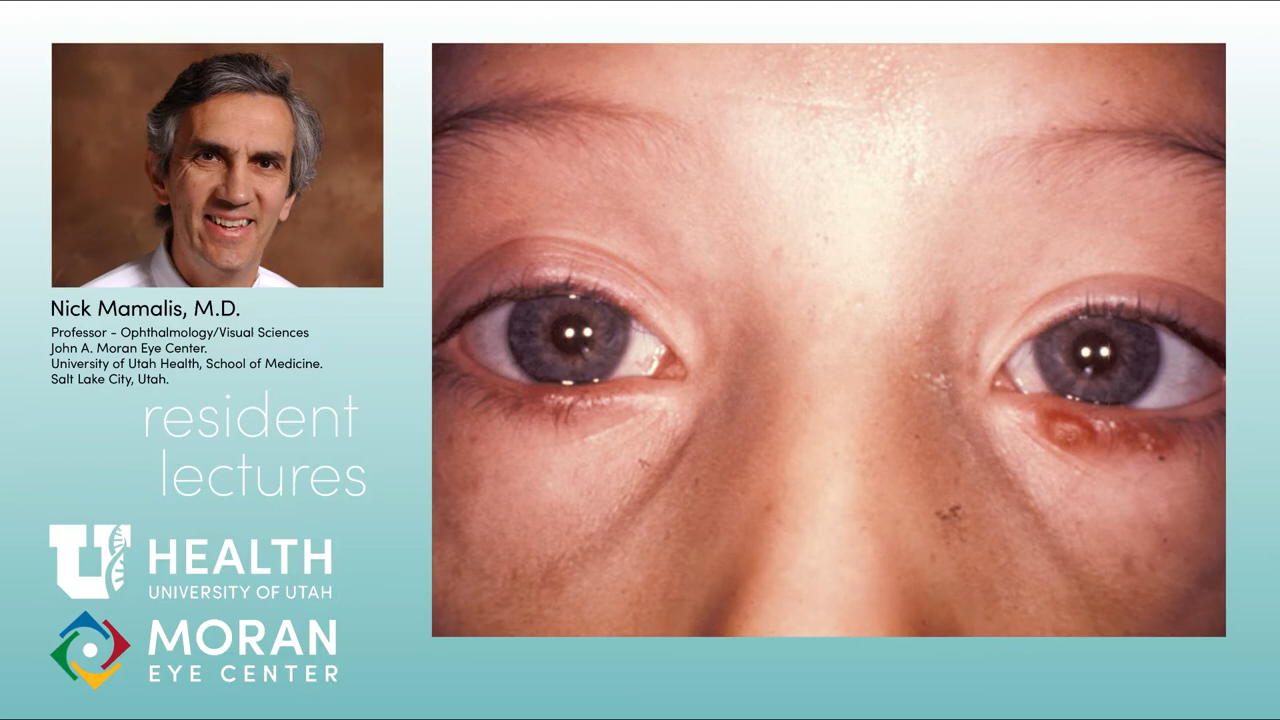 Nick Mamalis, M.D.
Professor - Ophthalmology/Visual Sciences
John A. Moran Eye Center.
University of Utah Health, School of Medicine.
Salt Lake City, Utah.
resident
lectures
U HEALTH
UNIVERSITY OF UTAH
MORAN
EYE CENTER